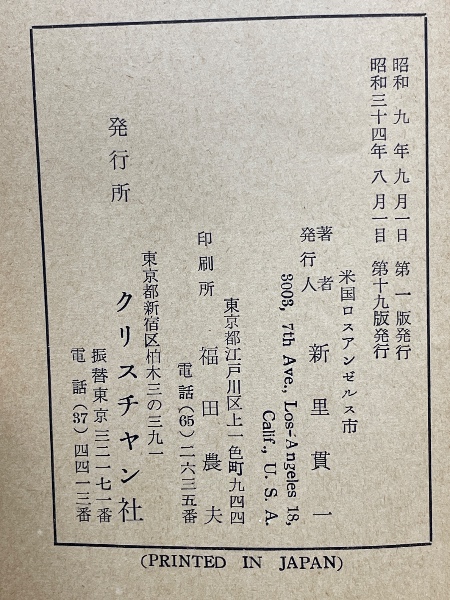 昭和九年九月一日 第一版発行
昭和三十四年八月一日 第十九版発行
米国ロスアンゼルス市
著者
発行人
新里貫一
3003, 7th Ave., Los-Angeles 18,
Calif., U. S. A.
東京都江戸川区上一色町九四四
印刷所 福田農夫
電話(65)二六三五番
東京都新宿区柏木三の三九一
発行所 クリスチャン社
振替東京三二一七一番
電話(37)四四一三番
(PRINTED IN JAPAN)